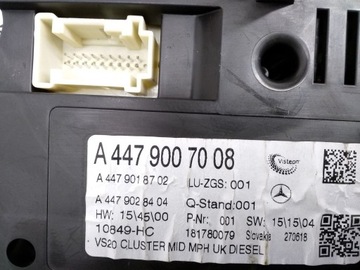 A 447 900 70 08
Visteon
A 447 901 87 02 LU-ZGS: 001
A 447 902 84 04 Q-Stand:001
HW: 15\45\00 P-Nr: 001 SW: 15\15\04
10849-HC 181780079 Slovakia 270618
VS20 CLUSTER MID MPH UK DIESEL